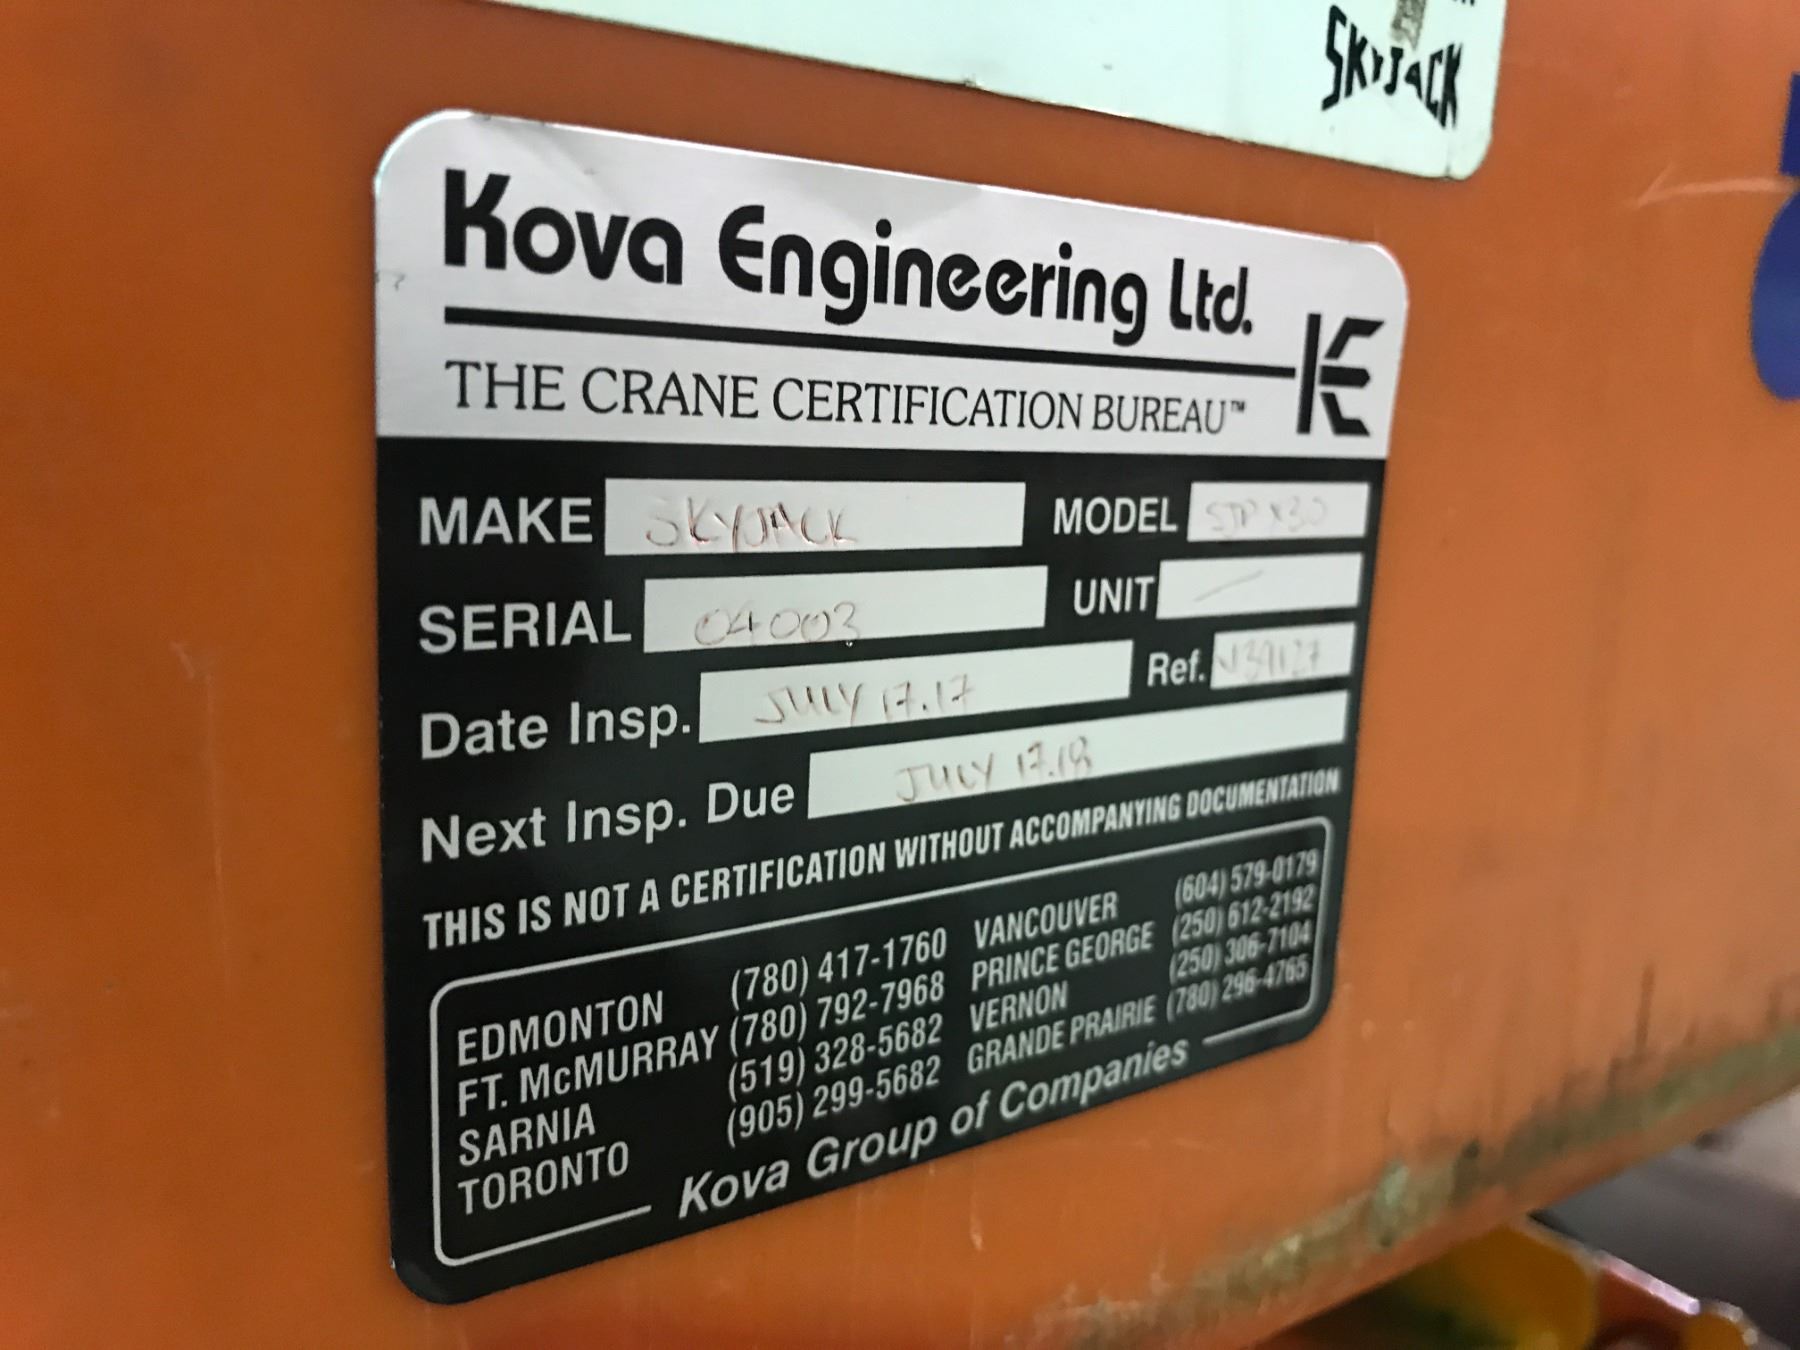 SKYJACK
Kova Engineering Ltd.
KE
THE CRANE CERTIFICATION BUREAU™
MAKE SKYJACK MODEL
SERIAL 04003 UNIT —
Date Insp. JULY 17.17 Ref. J39127
Next Insp. Due JULY 17.18
THIS IS NOT A CERTIFICATION WITHOUT ACCOMPANYING DOCUMENTATION
EDMONTON (780) 417-1760
FT. McMURRAY (780) 792-7968
SARNIA (519) 328-5682
TORONTO (905) 299-5682
VANCOUVER (604) 579-0179
PRINCE GEORGE (250) 612-2192
VERNON (250) 306-7104
GRANDE PRAIRIE (780) 296-4765
Kova Group of Companies